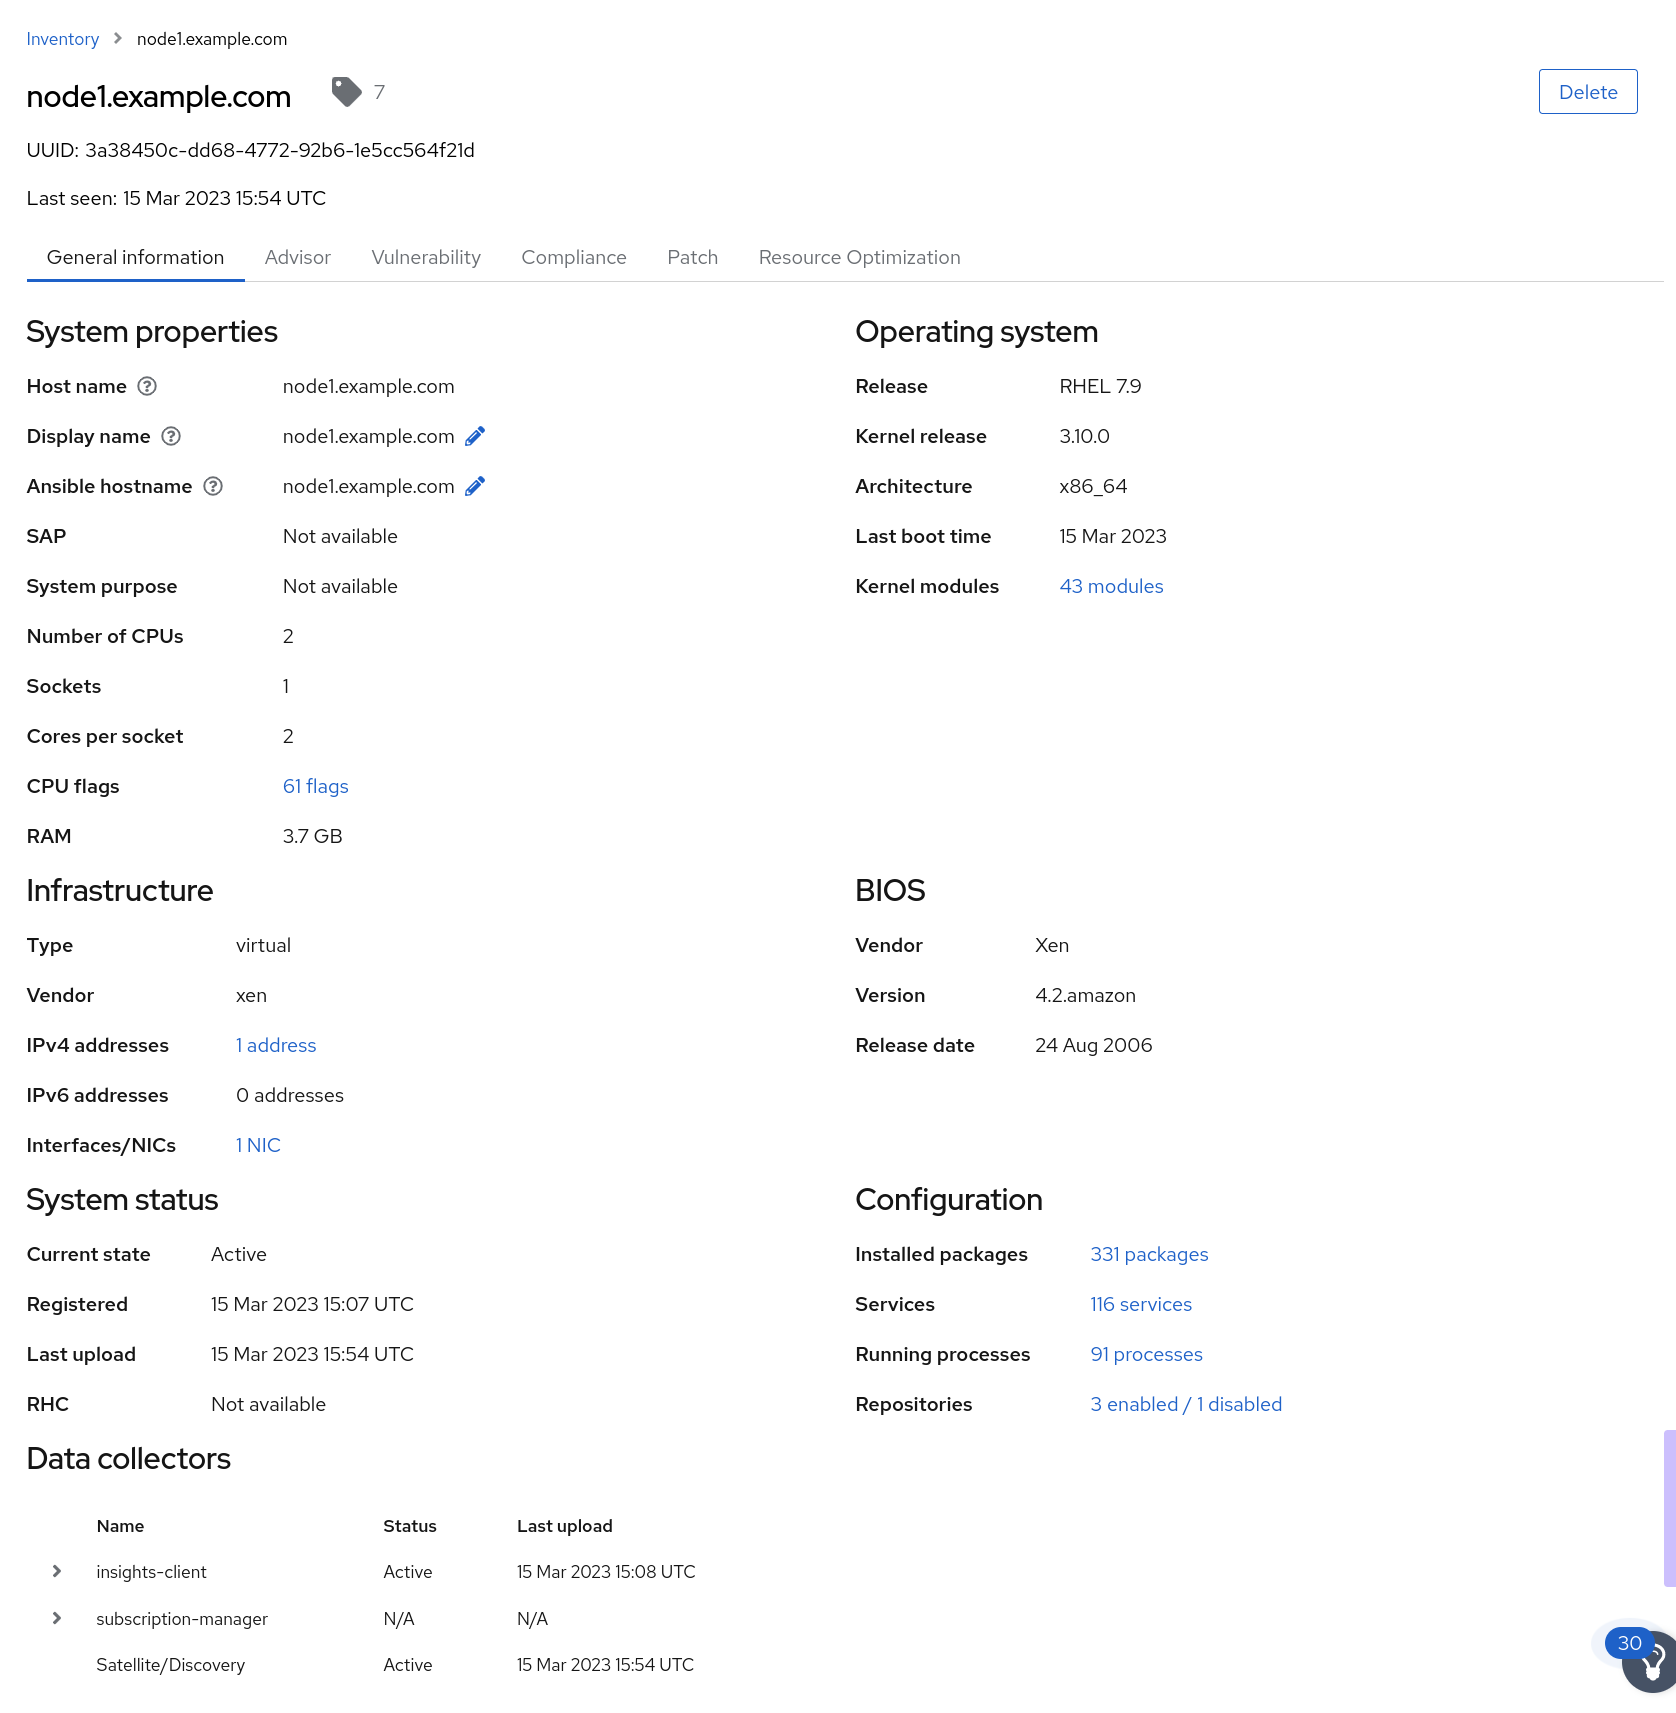 Inventory > node1.example.com
node1.example.com 7
Delete
UUID: 3a38450c-dd68-4772-92b6-1e5cc564f21d
Last seen: 15 Mar 2023 15:54 UTC
General information Advisor Vulnerability Compliance Patch Resource Optimization
System properties
Host name node1.example.com
Display name node1.example.com
Ansible hostname node1.example.com
SAP Not available
System purpose Not available
Number of CPUs 2
Sockets 1
Cores per socket 2
CPU flags 61 flags
RAM 3.7 GB
Operating system
Release RHEL 7.9
Kernel release 3.10.0
Architecture x86_64
Last boot time 15 Mar 2023
Kernel modules 43 modules
Infrastructure
Type virtual
Vendor xen
IPv4 addresses 1 address
IPv6 addresses 0 addresses
Interfaces/NICs 1 NIC
BIOS
Vendor Xen
Version 4.2.amazon
Release date 24 Aug 2006
System status
Current state Active
Registered 15 Mar 2023 15:07 UTC
Last upload 15 Mar 2023 15:54 UTC
RHC Not available
Configuration
Installed packages 331 packages
Services 116 services
Running processes 91 processes
Repositories 3 enabled / 1 disabled
Data collectors
Name Status Last upload
insights-client Active 15 Mar 2023 15:08 UTC
subscription-manager N/A N/A
Satellite/Discovery Active 15 Mar 2023 15:54 UTC
30